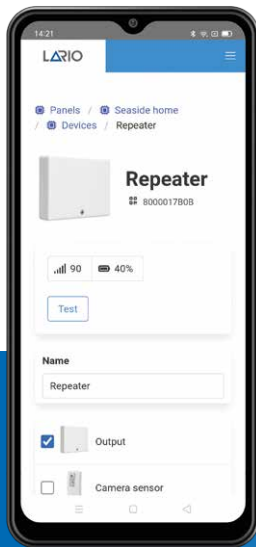 14:21
LARIO
Panels / Seaside home
/ Devices / Repeater
Repeater
8000017B0B
90 40%
Test
Name
Repeater
Output
Camera sensor